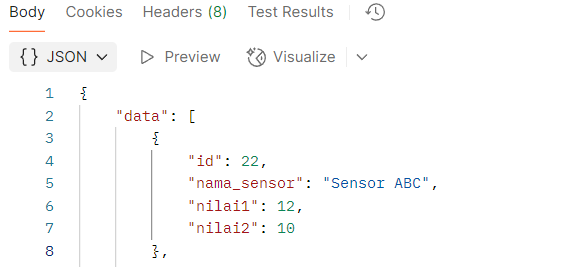 Body Cookies Headers (8) Test Results
{} JSON Preview Visualize
1 {
2 "data": [
3 {
4 "id": 22,
5 "nama_sensor": "Sensor ABC",
6 "nilai1": 12,
7 "nilai2": 10
8 },